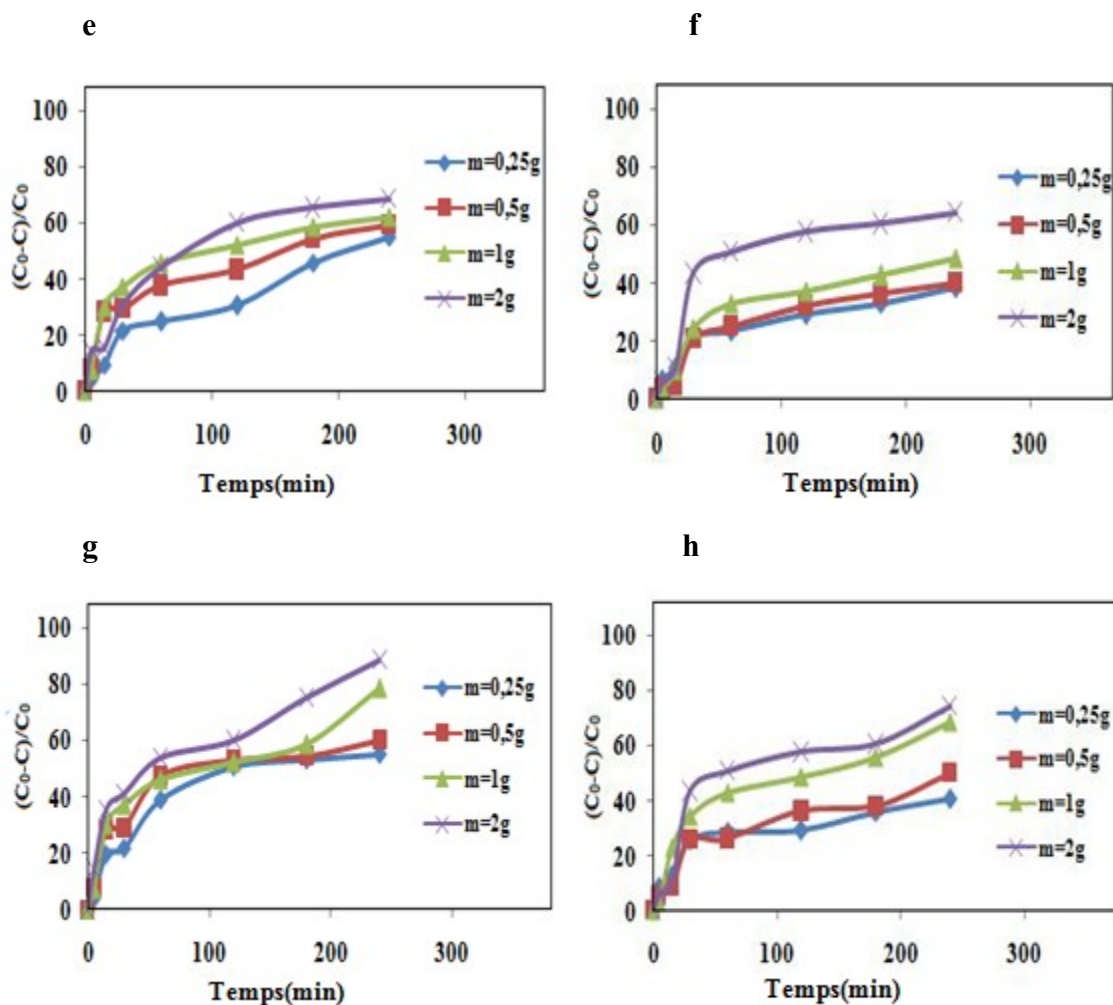 e
100
80
60
40
20
0
(C₀-C)/C₀
0 100 200 300
Temps(min)
m=0,25g
m=0,5g
m=1g
m=2g
f
100
80
60
40
20
0
(C₀-C)/C₀
0 100 200 300
Temps(min)
m=0,25g
m=0,5g
m=1g
m=2g
g
100
80
60
40
20
0
(C₀-C)/C₀
0 100 200 300
Temps(min)
m=0,25g
m=0,5g
m=1g
m=2g
h
100
80
60
40
20
0
(C₀-C)/C₀
0 100 200 300
Temps(min)
m=0,25g
m=0,5g
m=1g
m=2g